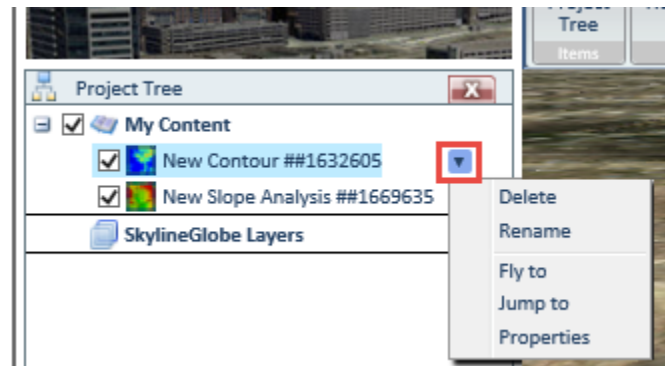 Project
Tree
Items
Project Tree
My Content
New Contour ##1632605
New Slope Analysis ##1669635
SkylineGlobe Layers
Delete
Rename
Fly to
Jump to
Properties